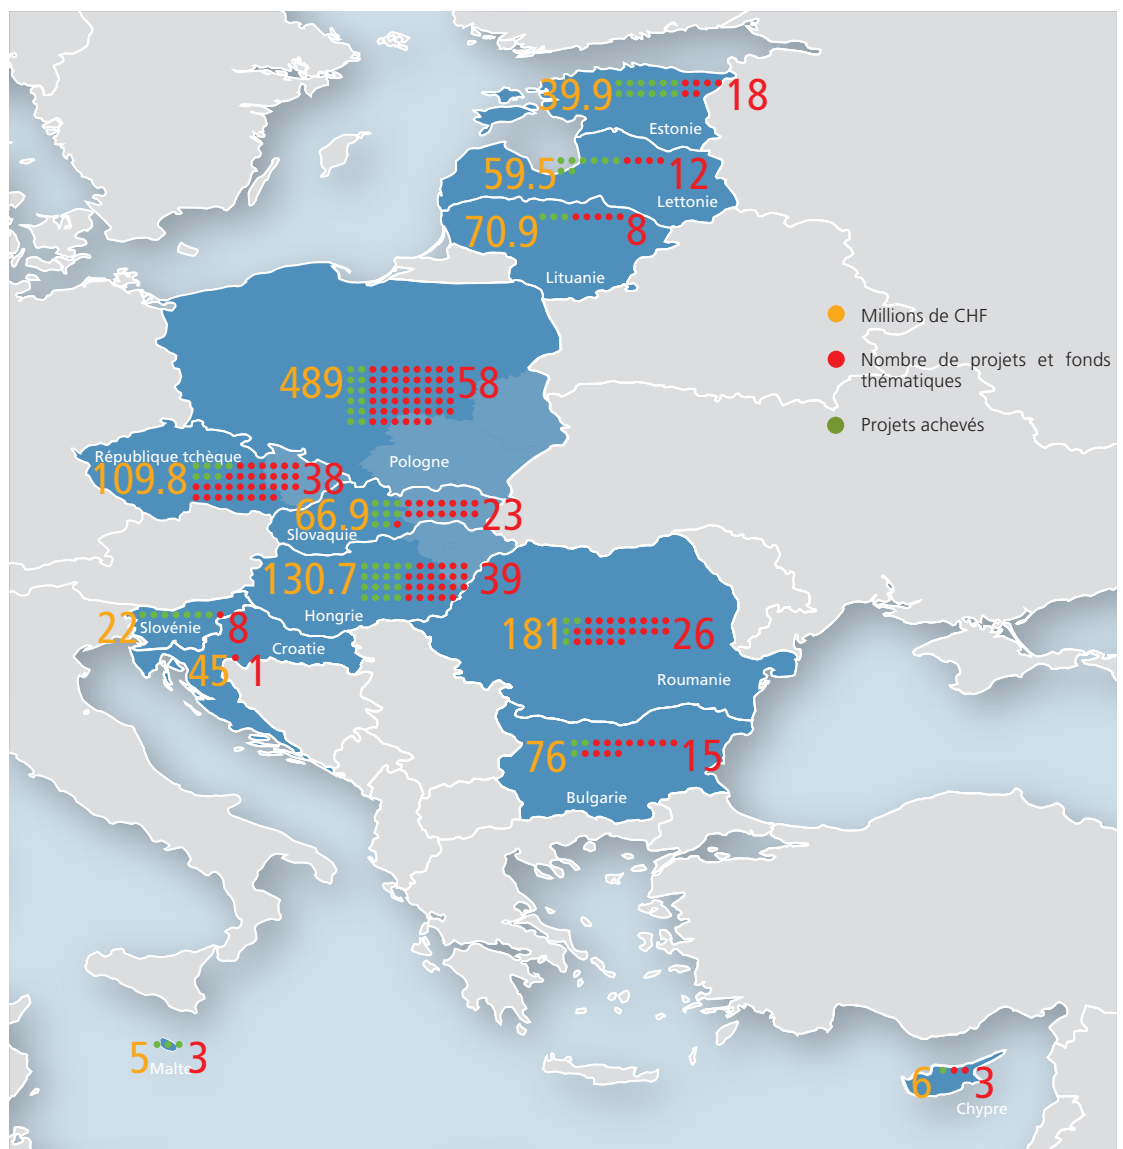 39.9 18
Estonie
59.5 12
Lettonie
70.9 8
Lituanie
Millions de CHF
Nombre de projets et fonds
thématiques
Projets achevés
489 58
Pologne
République tchèque
109.8 38
66.9 23
Slovaquie
130.7 39
Hongrie
22 8
Slovénie
Croatie
45 1
181 26
Roumanie
76 15
Bulgarie
5 3
Malte
6 3
Chypre